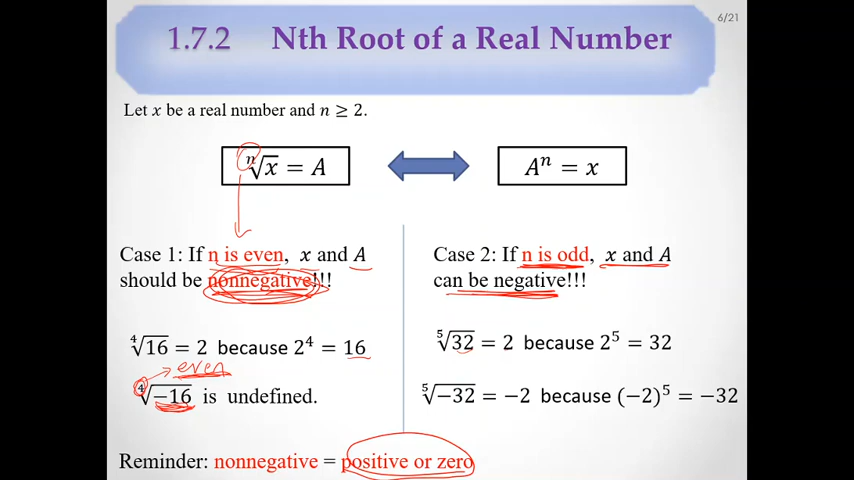 6/21
1.7.2 Nth Root of a Real Number
Let x be a real number and n ≥ 2.
ⁿ√x = A
Aⁿ = x
Case 1: If n is even, x and A
should be nonnegative!!!
⁴√16 = 2 because 2⁴ = 16
even
⁴√−16 is undefined.
Case 2: If n is odd, x and A
can be negative!!!
⁵√32 = 2 because 2⁵ = 32
⁵√−32 = −2 because (−2)⁵ = −32
Reminder: nonnegative = positive or zero